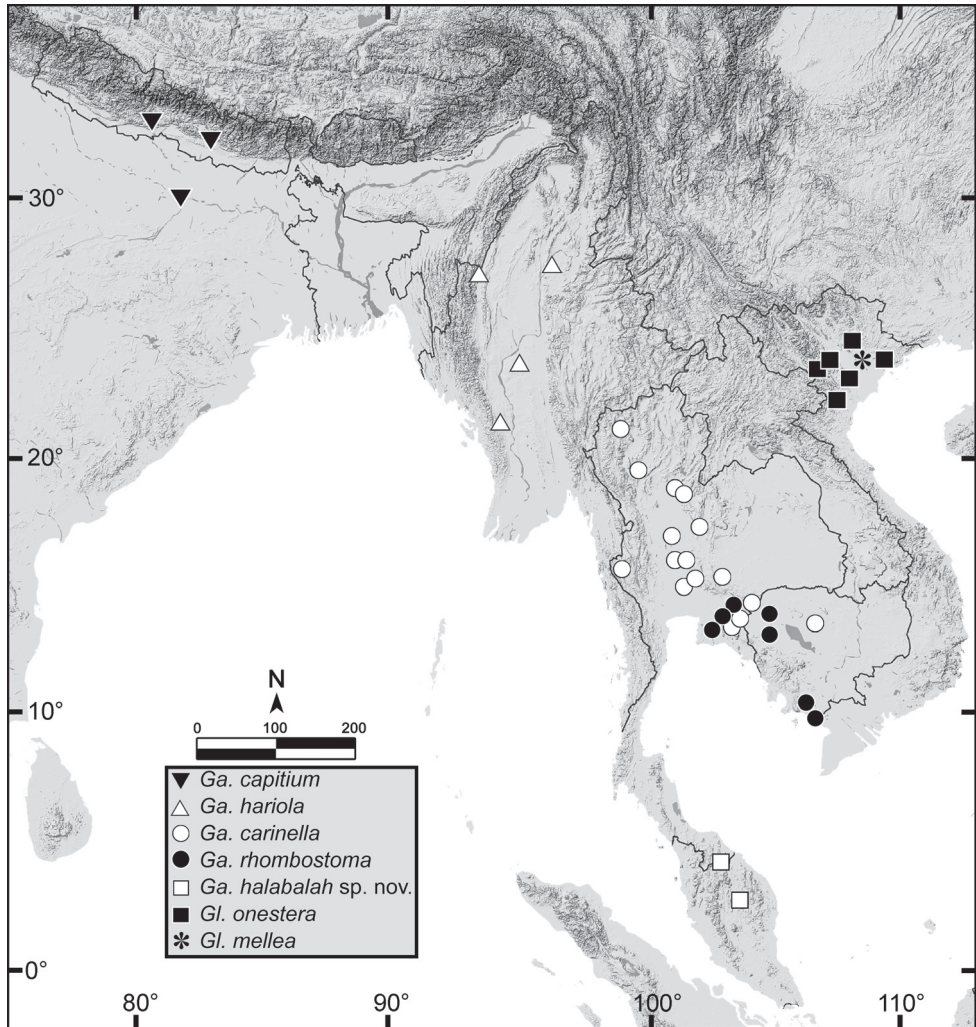 30°
20°
10°
0°
N
0 100 200
Ga. capitium
Ga. hariola
Ga. carinella
Ga. rhombostoma
Ga. halabalah sp. nov.
Gl. onestera
Gl. mellea
80° 90° 100° 110°